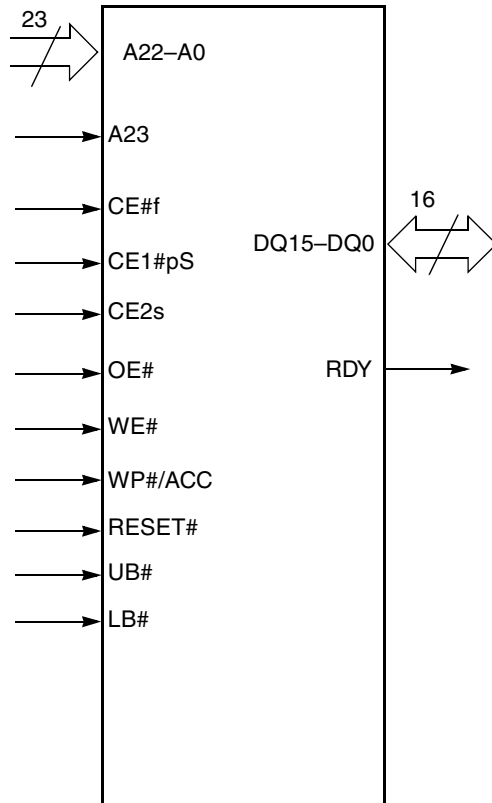 23
A22–A0
A23
CE#f
16
DQ15–DQ0
CE1#pS
CE2s
OE#
RDY
WE#
WP#/ACC
RESET#
UB#
LB#